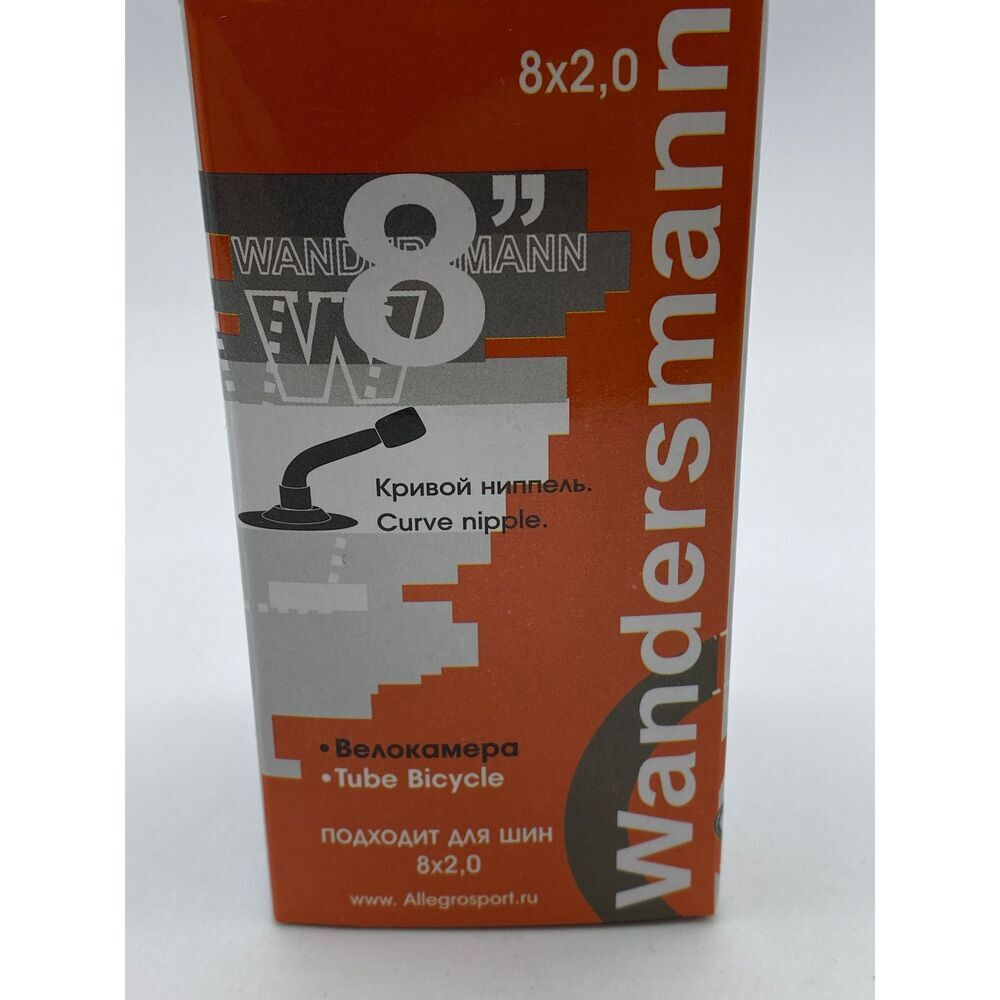 8x2,0
8”
WANDERSMANN
W
Кривой ниппель.
Curve nipple.
Wandersmann
•Велокамера
•Tube Bicycle
ПОДХОДИТ ДЛЯ ШИН
8x2,0
www. Allegrosport.ru